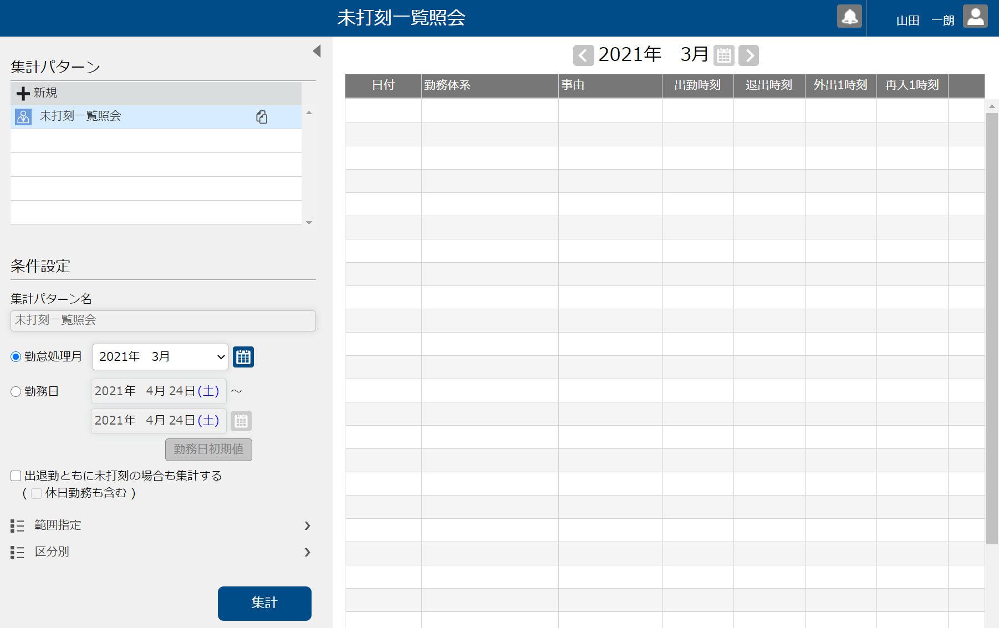 未打刻一覧照会
山田　一朗
集計パターン
新規
未打刻一覧照会
条件設定
集計パターン名
未打刻一覧照会
勤怠処理月 2021年　3月
勤務日 2021年　4月 24日(土) ～
2021年　4月 24日(土)
勤務日初期値
出退勤ともに未打刻の場合も集計する
( 休日勤務も含む )
範囲指定
区分別
集計
2021年　3月
日付 勤務体系 事由 出勤時刻 退出時刻 外出1時刻 再入1時刻